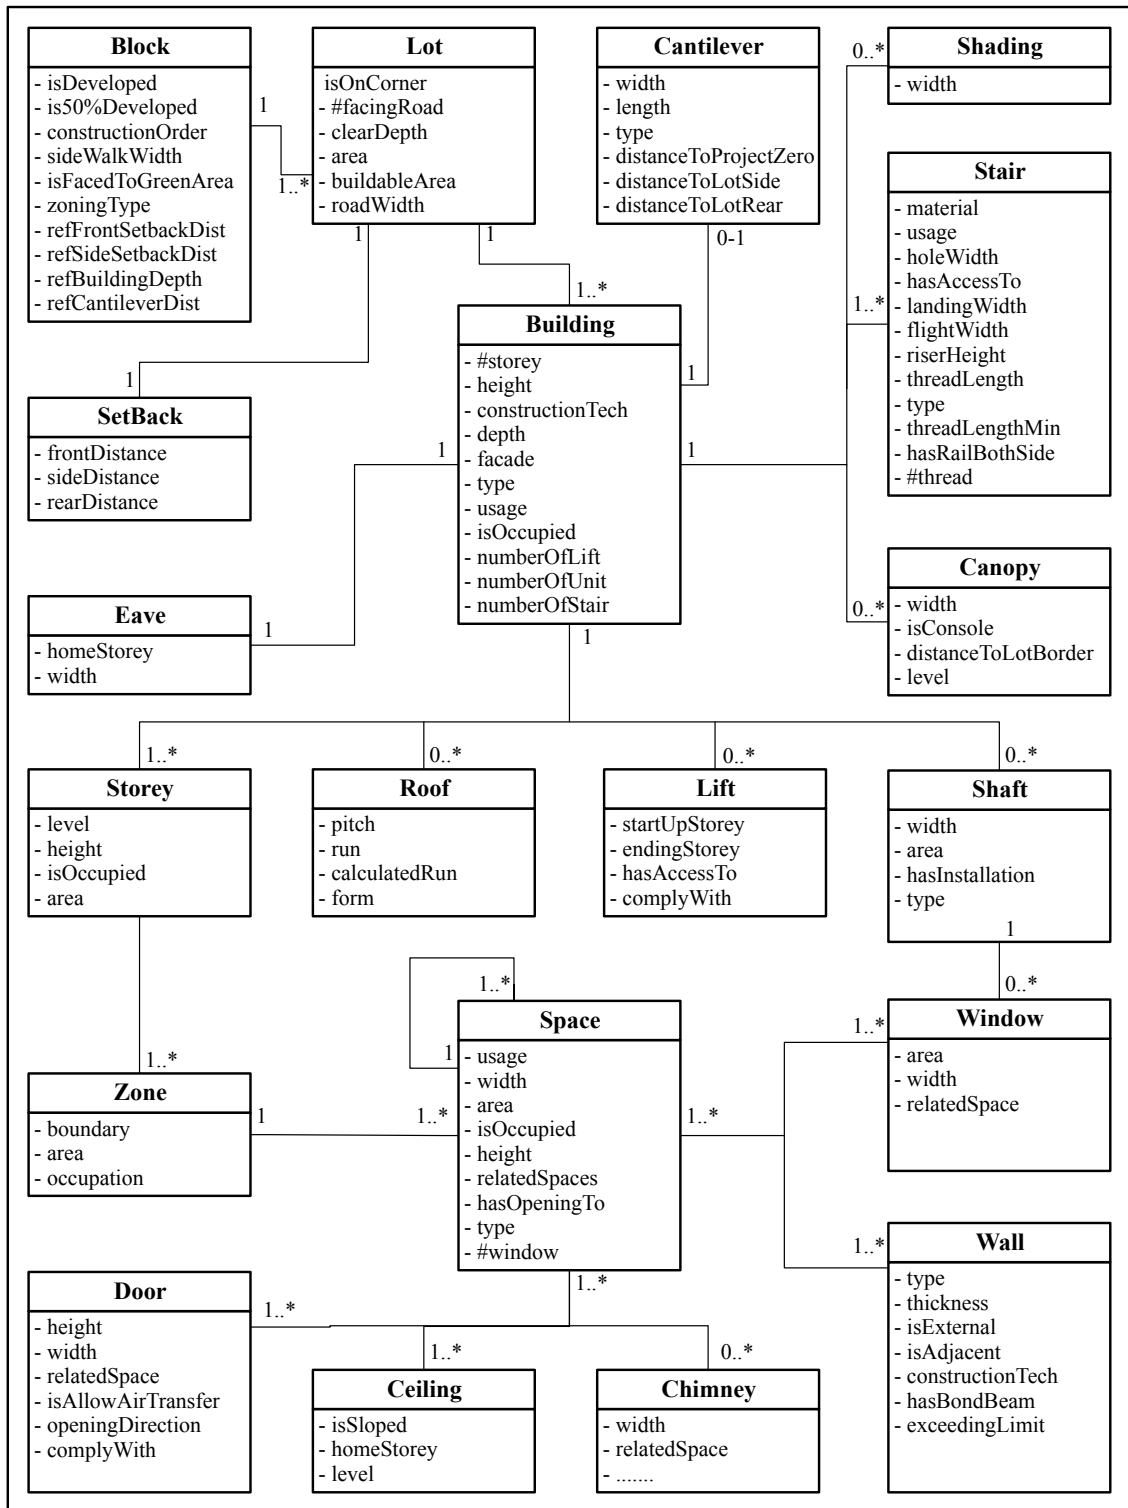 Block
- isDeveloped
- is50%Developed
- constructionOrder
- sideWalkWidth
- isFacedToGreenArea
- zoningType
- refFrontSetbackDist
- refSideSetbackDist
- refBuildingDepth
- refCantileverDist
1
1..*
Lot
isOnCorner
- #facingRoad
- clearDepth
- area
- buildableArea
- roadWidth
1
1
1..*
Cantilever
- width
- length
- type
- distanceToProjectZero
- distanceToLotSide
- distanceToLotRear
0-1
1
0..*
Shading
- width
1..*
Stair
- material
- usage
- holeWidth
- hasAccessTo
- landingWidth
- flightWidth
- riserHeight
- threadLength
- type
- threadLengthMin
- hasRailBothSide
- #thread
Building
- #storey
- height
- constructionTech
- depth
- facade
- type
- usage
- isOccupied
- numberOfLift
- numberOfUnit
- numberOfStair
1
1
1
1
SetBack
- frontDistance
- sideDistance
- rearDistance
Eave
- homeStorey
- width
1
0..*
Canopy
- width
- isConsole
- distanceToLotBorder
- level
1..*
Storey
- level
- height
- isOccupied
- area
0..*
Roof
- pitch
- run
- calculatedRun
- form
0..*
Lift
- startUpStorey
- endingStorey
- hasAccessTo
- complyWith
0..*
Shaft
- width
- area
- hasInstallation
- type
1
0..*
1..*
Zone
- boundary
- area
- occupation
1
1..*
1..*
1
Space
- usage
- width
- area
- isOccupied
- height
- relatedSpaces
- hasOpeningTo
- type
- #window
1..*
1..*
1..*
Window
- area
- width
- relatedSpace
1..*
Wall
- type
- thickness
- isExternal
- isAdjacent
- constructionTech
- hasBondBeam
- exceedingLimit
Door
- height
- width
- relatedSpace
- isAllowAirTransfer
- openingDirection
- complyWith
1..*
1..*
Ceiling
- isSloped
- homeStorey
- level
0..*
Chimney
- width
- relatedSpace
- .......